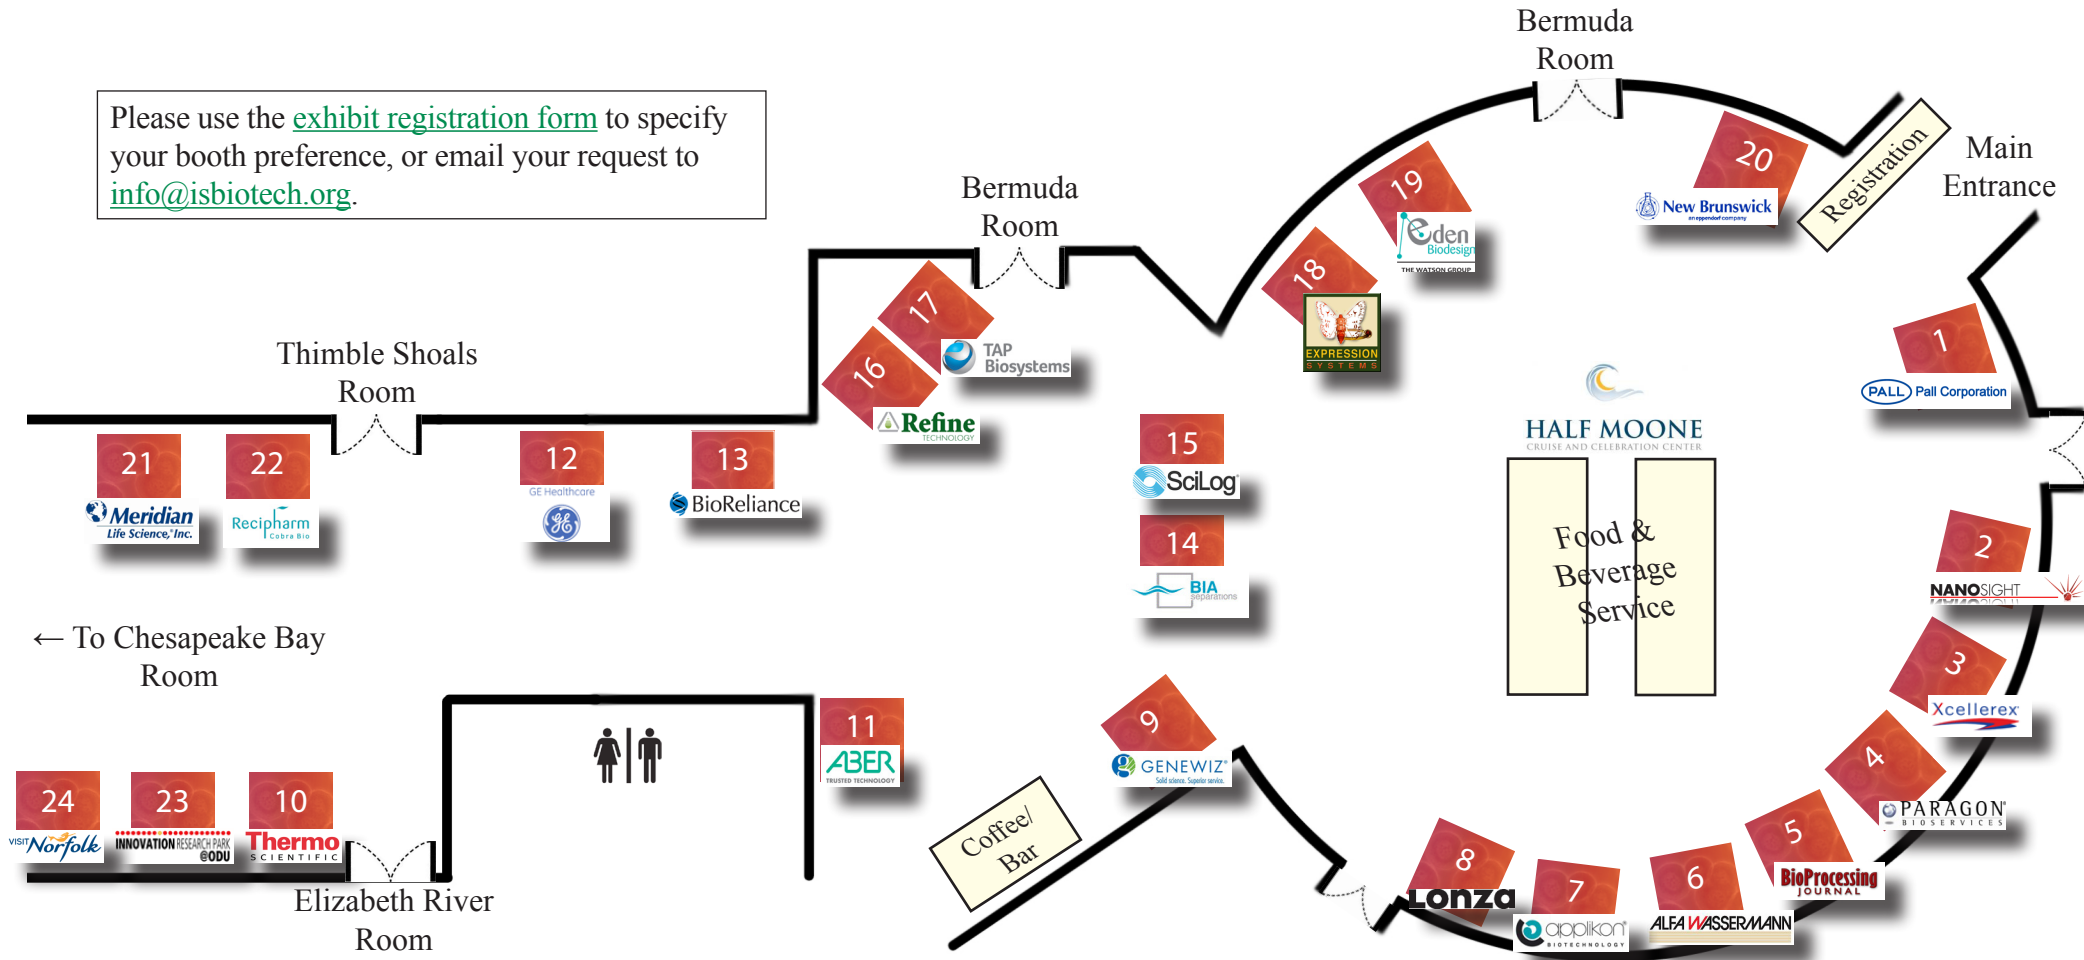 Please use the exhibit registration form to specify
your booth preference, or email your request to
info@isbiotech.org.
Bermuda
Room
Bermuda
Room
Main
Entrance
Registration
20
New Brunswick
an eppendorf company
19
eden
Biodesign
THE WATSON GROUP
18
EXPRESSION
SYSTEMS
17
TAP
Biosystems
16
Refine
TECHNOLOGY
1
PALL Pall Corporation
Thimble Shoals
Room
HALF MOONE
CRUISE AND CELEBRATION CENTER
21
Meridian
Life Science, Inc.
22
Recipharm
Cobra Bio
12
GE Healthcare
GE
13
BioReliance
15
SciLog
14
BIA
separations
Food &
Beverage
Service
2
NANOSIGHT
3
Xcellerex
4
PARAGON
BIOSERVICES
5
BioProcessing
JOURNAL
6
ALFA WASSERMANN
7
applikon
BIOTECHNOLOGY
8
Lonza
9
GENEWIZ
Solid science. Superior service.
Coffee/
Bar
11
ABER
TRUSTED TECHNOLOGY
← To Chesapeake Bay
Room
24
VISIT Norfolk
23
INNOVATION RESEARCH PARK
@ODU
10
Thermo
SCIENTIFIC
Elizabeth River
Room